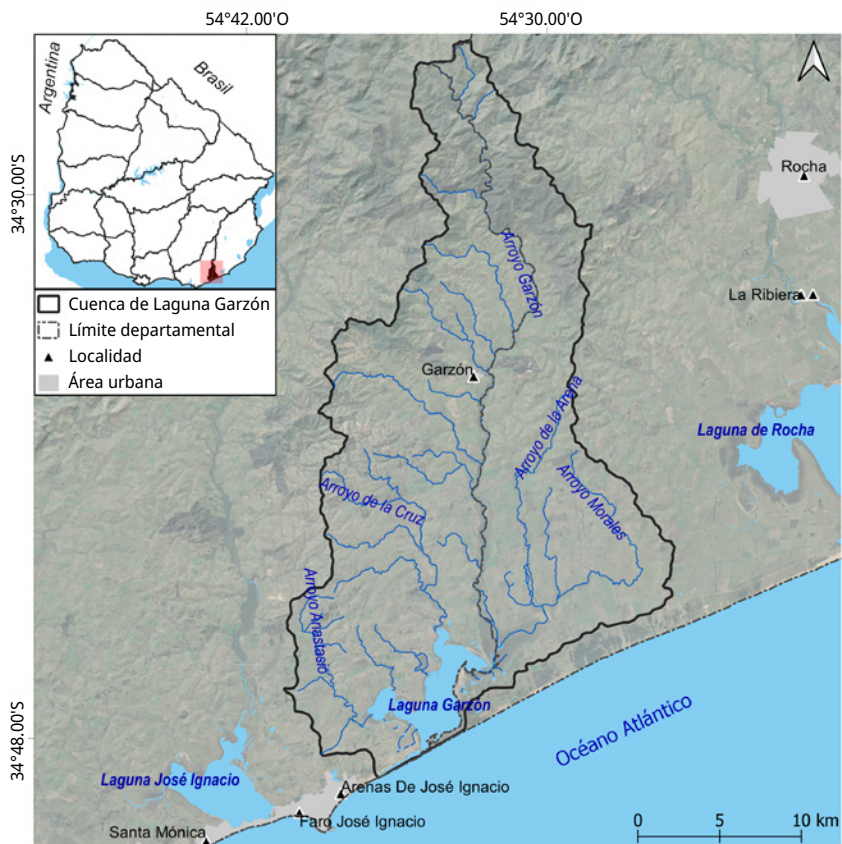 54°42.00'O
54°30.00'O
34°30.00'S
34°48.00'S
Argentina
Brasil
Cuenca de Laguna Garzón
Límite departamental
Localidad
Área urbana
Rocha
La Ribiera
Arroyo Garzón
Garzón
Arroyo de la Arena
Laguna de Rocha
Arroyo Morales
Arroyo de la Cruz
Arroyo Anastasio
Laguna Garzón
Océano Atlántico
Laguna José Ignacio
Arenas De José Ignacio
Faro José Ignacio
Santa Mónica
0 5 10 km